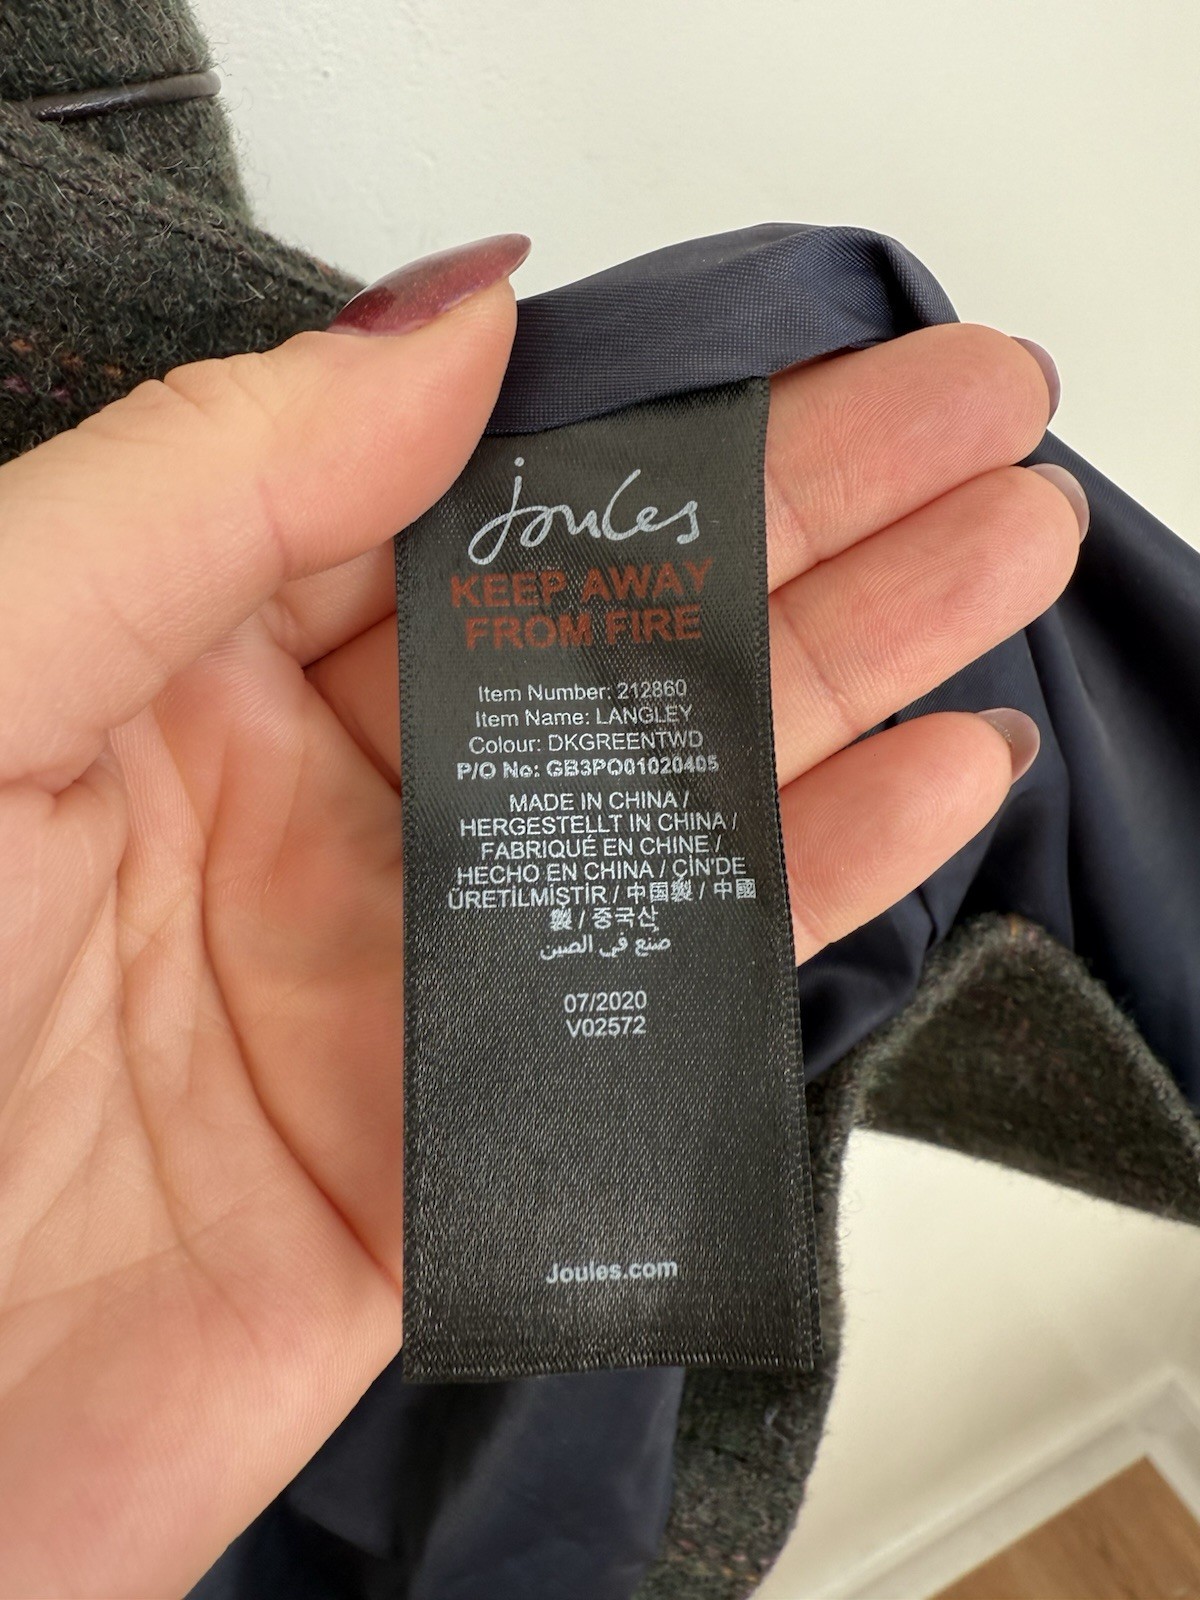 joules
KEEP AWAY
FROM FIRE
Item Number: 212860
Item Name: LANGLEY
Colour: DKGREENTWD
P/O No: GB3PO01020405
MADE IN CHINA /
HERGESTELLT IN CHINA /
FABRIQUÉ EN CHINE /
HECHO EN CHINA / ÇİN'DE
ÜRETİLMİŞTİR / 中国製 / 中國
製 / 중국산
صنع في الصين
07/2020
V02572
Joules.com